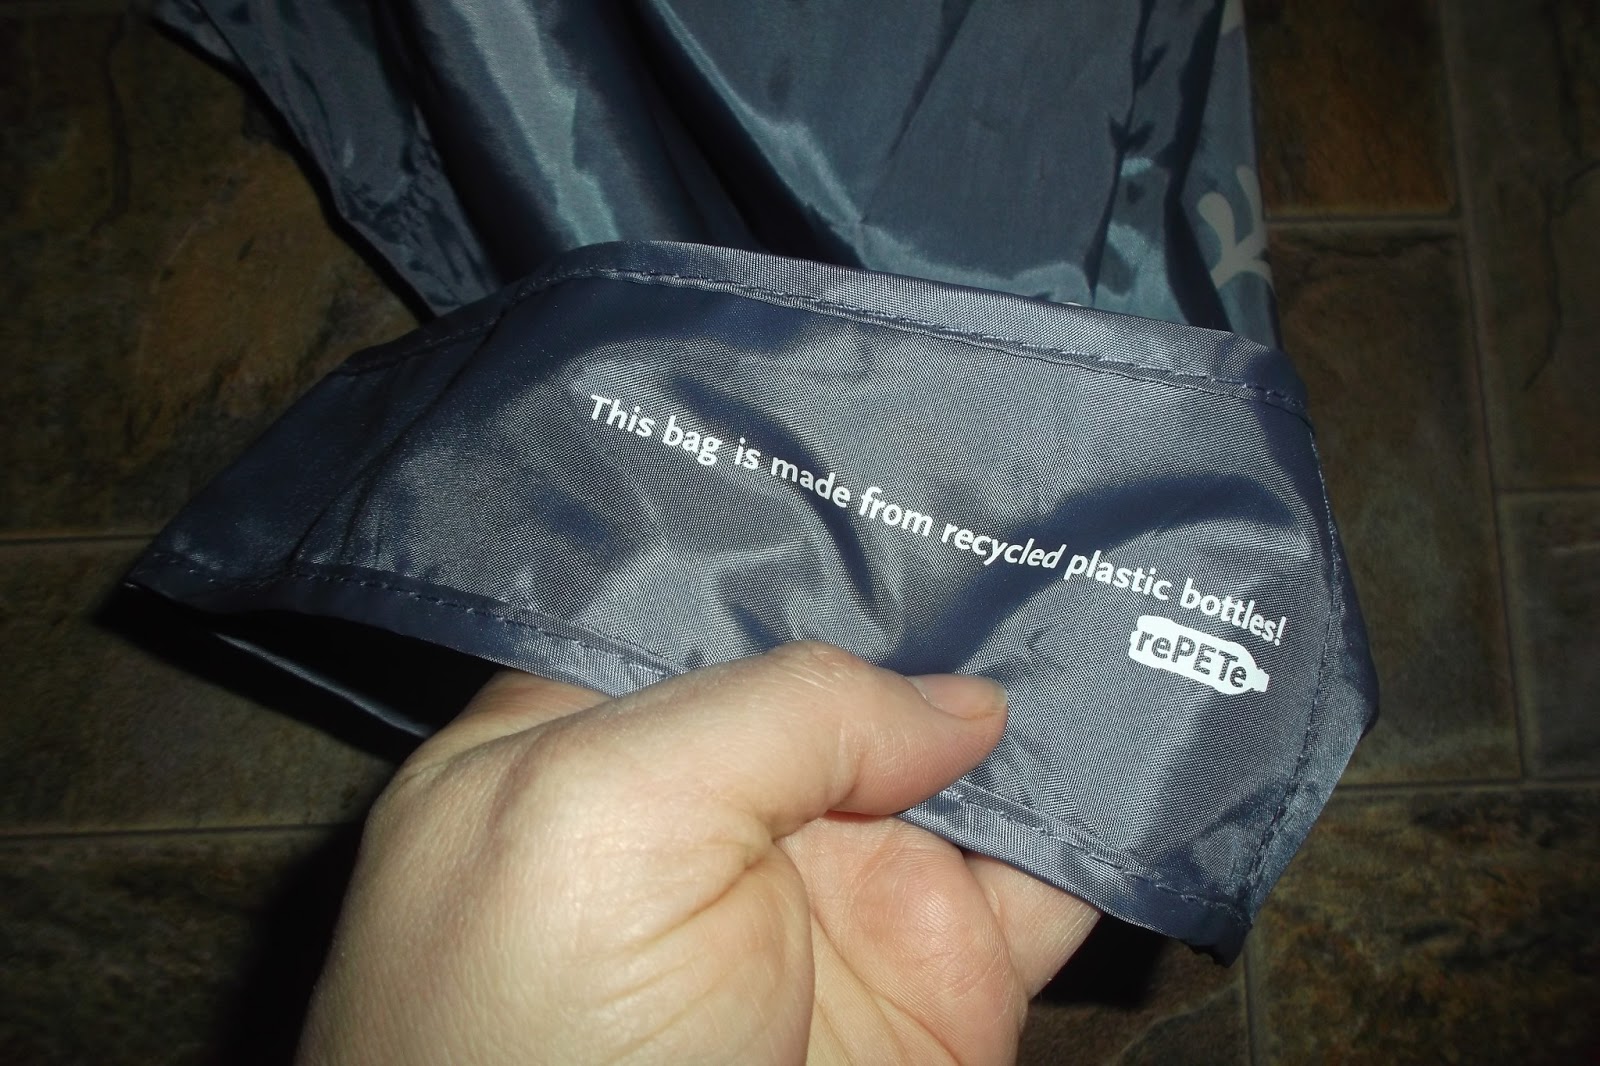 This bag is made from recycled plastic bottles!
rePETe